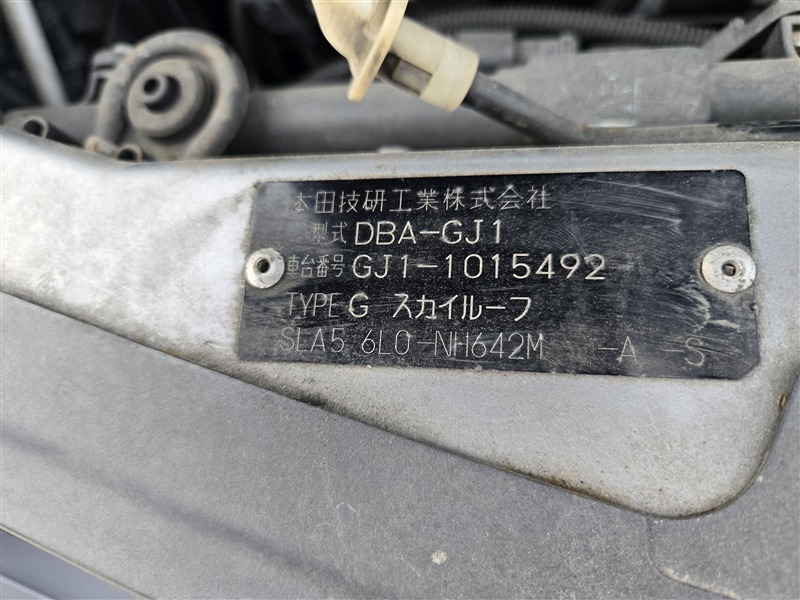 本田技研工業株式会社
型式 DBA-GJ1
車台番号 GJ1-1015492
TYPE G スカイルーフ
SLA5 6L0-NH642M -A -S